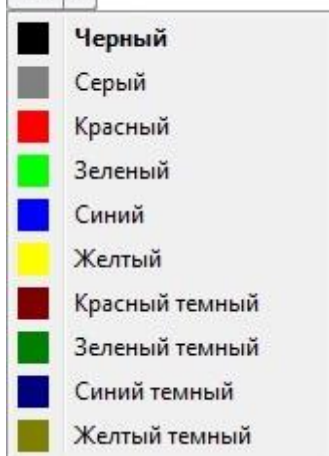 Черный
Серый
Красный
Зеленый
Синий
Желтый
Красный темный
Зеленый темный
Синий темный
Желтый темный